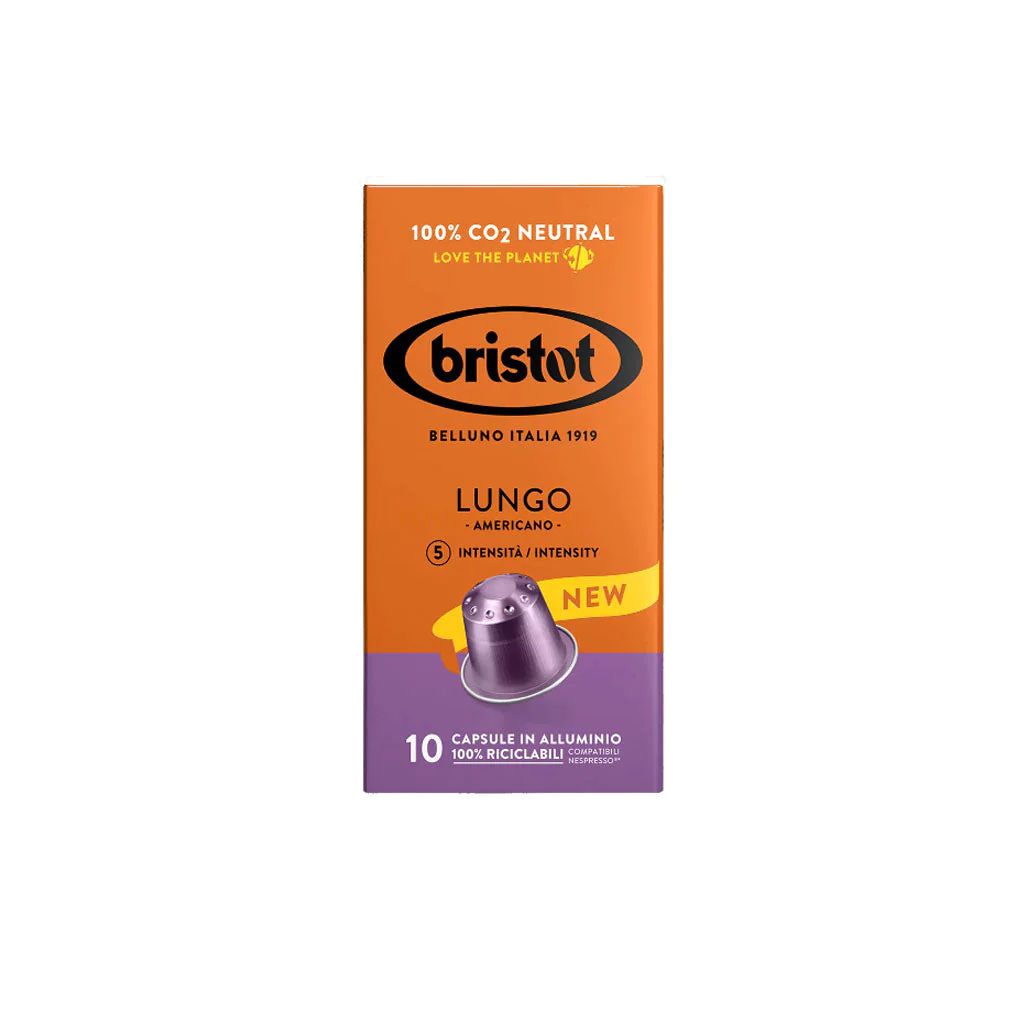 100% CO2 NEUTRAL
LOVE THE PLANET
bristot
BELLUNO ITALIA 1919
LUNGO
- AMERICANO -
5 INTENSITÀ / INTENSITY
NEW
10 CAPSULE IN ALLUMINIO
100% RICICLABILI COMPATIBILI
NESPRESSO®*